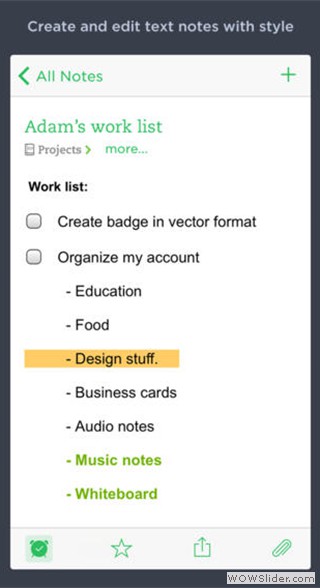 Create and edit text notes with style
All Notes
Adam's work list
Projects more...
Work list:
Create badge in vector format
Organize my account
- Education
- Food
- Design stuff.
- Business cards
- Audio notes
- Music notes
- Whiteboard
WOWSlider.com